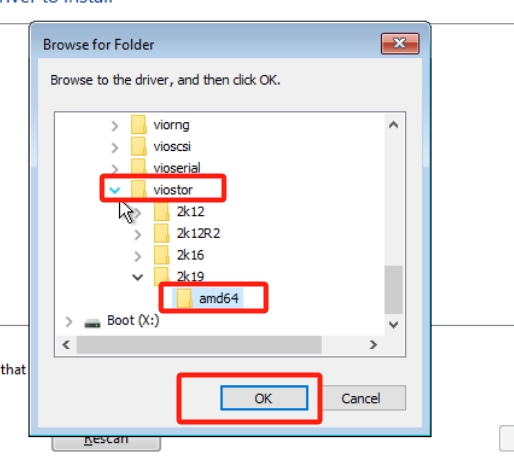 to install
Browse for Folder
Browse to the driver, and then click OK.
viorng
vioscsi
vioserial
viostor
2k12
2k12R2
2k16
2k19
amd64
Boot (X:)
that
OK
Cancel
Rescan